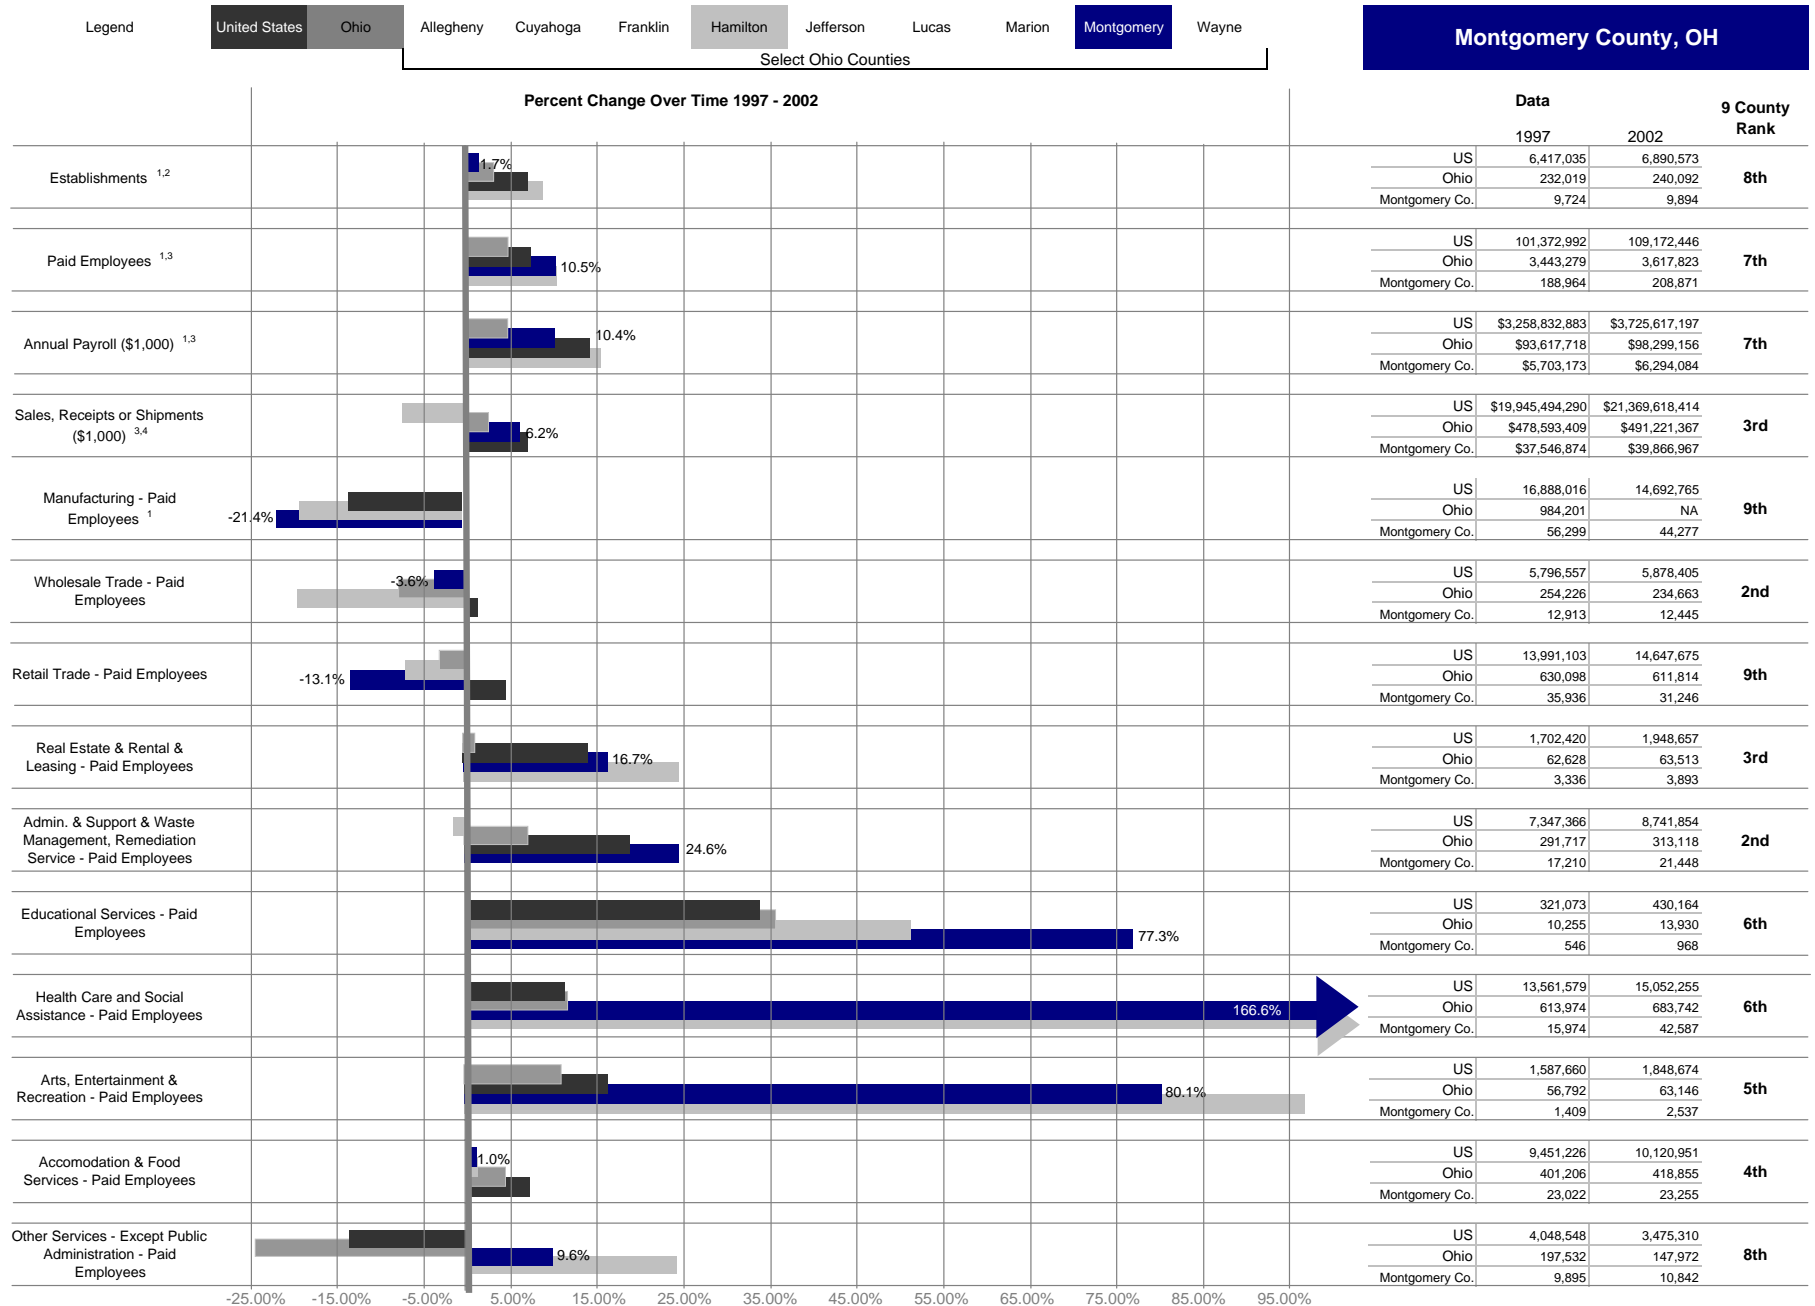 Legend United States Ohio Allegheny Cuyahoga Franklin Hamilton Jefferson Lucas Marion Montgomery Wayne
Select Ohio Counties
Montgomery County, OH
Percent Change Over Time 1997 - 2002
Data
9 County
Rank
1997 2002
Establishments 1,2
1.7%
US 6,417,035 6,890,573
Ohio 232,019 240,092
Montgomery Co. 9,724 9,894
8th
Paid Employees 1,3
10.5%
US 101,372,992 109,172,446
Ohio 3,443,279 3,617,823
Montgomery Co. 188,964 208,871
7th
Annual Payroll ($1,000) 1,3
10.4%
US $3,258,832,883 $3,725,617,197
Ohio $93,617,718 $98,299,156
Montgomery Co. $5,703,173 $6,294,084
7th
Sales, Receipts or Shipments
($1,000) 3,4
6.2%
US $19,945,494,290 $21,369,618,414
Ohio $478,593,409 $491,221,367
Montgomery Co. $37,546,874 $39,866,967
3rd
Manufacturing - Paid
Employees 1
-21.4%
US 16,888,016 14,692,765
Ohio 984,201 NA
Montgomery Co. 56,299 44,277
9th
Wholesale Trade - Paid
Employees
-3.6%
US 5,796,557 5,878,405
Ohio 254,226 234,663
Montgomery Co. 12,913 12,445
2nd
Retail Trade - Paid Employees
-13.1%
US 13,991,103 14,647,675
Ohio 630,098 611,814
Montgomery Co. 35,936 31,246
9th
Real Estate & Rental &
Leasing - Paid Employees
16.7%
US 1,702,420 1,948,657
Ohio 62,628 63,513
Montgomery Co. 3,336 3,893
3rd
Admin. & Support & Waste
Management, Remediation
Service - Paid Employees
24.6%
US 7,347,366 8,741,854
Ohio 291,717 313,118
Montgomery Co. 17,210 21,448
2nd
Educational Services - Paid
Employees
77.3%
US 321,073 430,164
Ohio 10,255 13,930
Montgomery Co. 546 968
6th
Health Care and Social
Assistance - Paid Employees
166.6%
US 13,561,579 15,052,255
Ohio 613,974 683,742
Montgomery Co. 15,974 42,587
6th
Arts, Entertainment &
Recreation - Paid Employees
80.1%
US 1,587,660 1,848,674
Ohio 56,792 63,146
Montgomery Co. 1,409 2,537
5th
Accomodation & Food
Services - Paid Employees
1.0%
US 9,451,226 10,120,951
Ohio 401,206 418,855
Montgomery Co. 23,022 23,255
4th
Other Services - Except Public
Administration - Paid
Employees
9.6%
US 4,048,548 3,475,310
Ohio 197,532 147,972
Montgomery Co. 9,895 10,842
8th
-25.00% -15.00% -5.00% 5.00% 15.00% 25.00% 35.00% 45.00% 55.00% 65.00% 75.00% 85.00% 95.00%